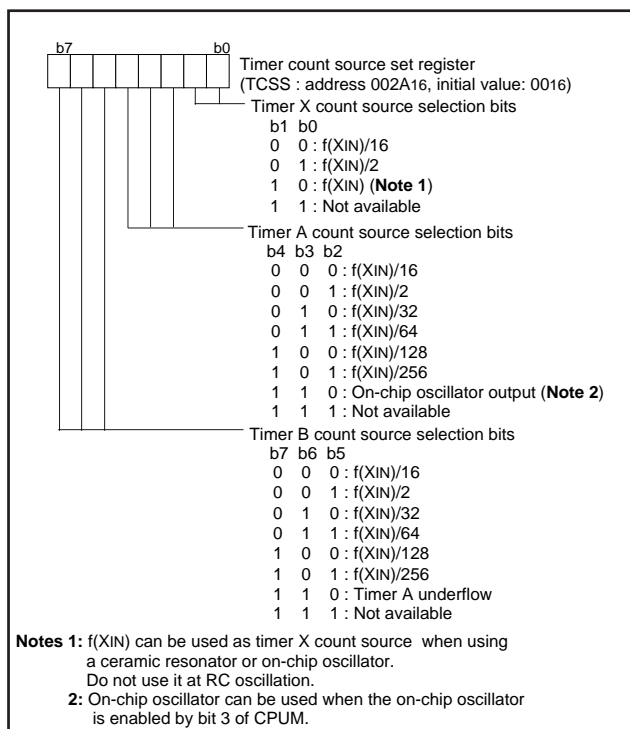 b7 b0
Timer count source set register
(TCSS : address 002A16, initial value: 0016)
Timer X count source selection bits
b1 b0
0 0 : f(XIN)/16
0 1 : f(XIN)/2
1 0 : f(XIN) (Note 1)
1 1 : Not available
Timer A count source selection bits
b4 b3 b2
0 0 0 : f(XIN)/16
0 0 1 : f(XIN)/2
0 1 0 : f(XIN)/32
0 1 1 : f(XIN)/64
1 0 0 : f(XIN)/128
1 0 1 : f(XIN)/256
1 1 0 : On-chip oscillator output (Note 2)
1 1 1 : Not available
Timer B count source selection bits
b7 b6 b5
0 0 0 : f(XIN)/16
0 0 1 : f(XIN)/2
0 1 0 : f(XIN)/32
0 1 1 : f(XIN)/64
1 0 0 : f(XIN)/128
1 0 1 : f(XIN)/256
1 1 0 : Timer A underflow
1 1 1 : Not available
Notes 1: f(XIN) can be used as timer X count source when using
a ceramic resonator or on-chip oscillator.
Do not use it at RC oscillation.
2: On-chip oscillator can be used when the on-chip oscillator
is enabled by bit 3 of CPUM.